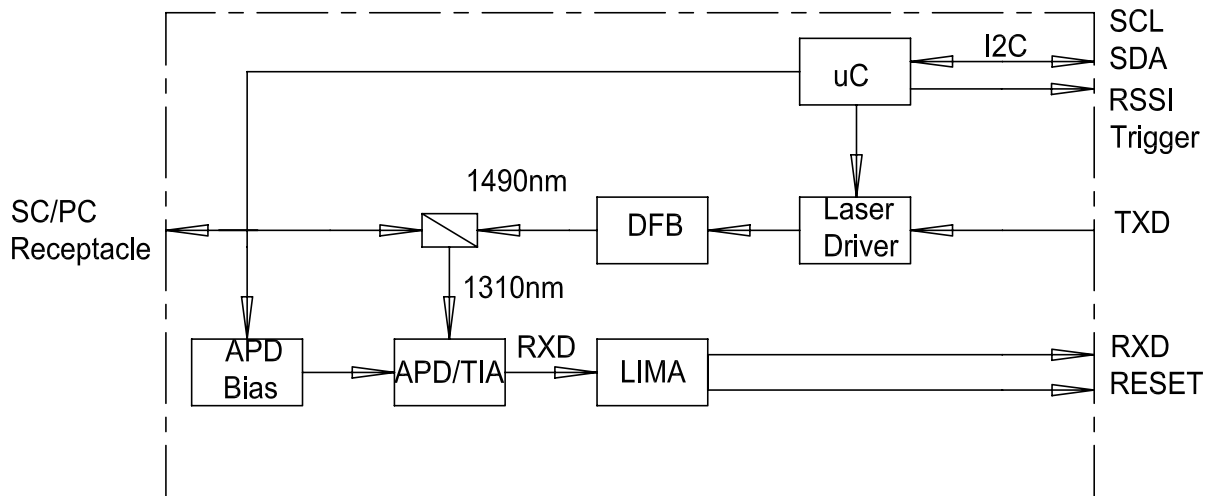 SCL
I2C
SDA
uC
RSSI
Trigger
1490nm
SC/PC
Receptacle
DFB
Laser
Driver
TXD
1310nm
APD
Bias
APD/TIA
RXD
LIMA
RXD
RESET